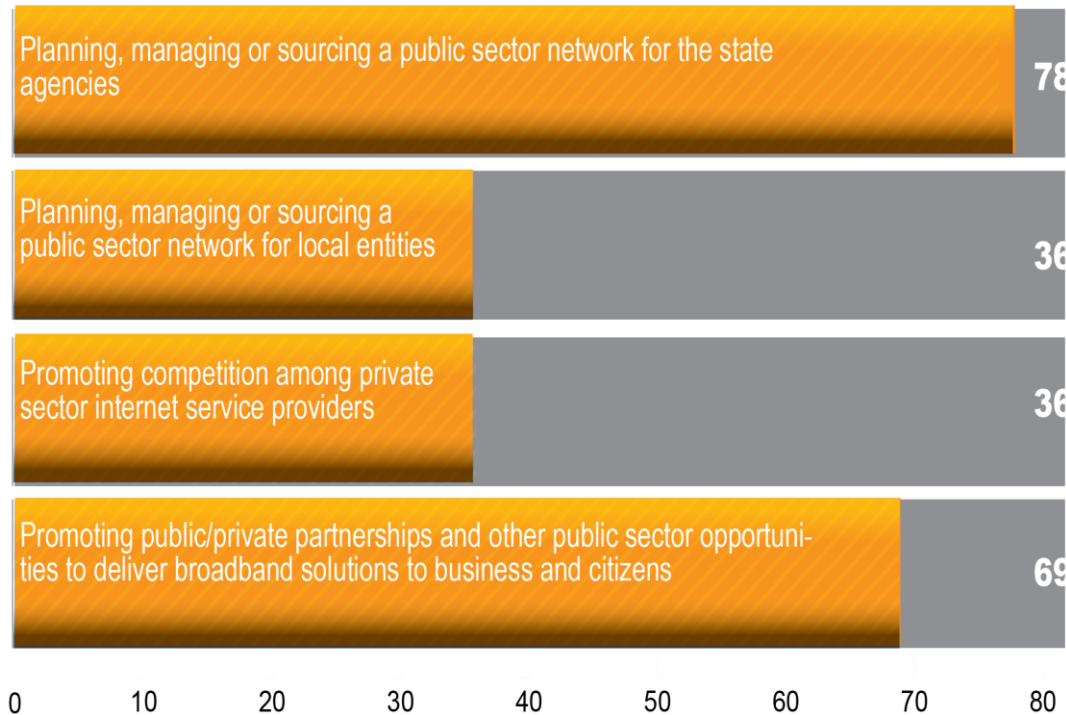 Planning, managing or sourcing a public sector network for the state
agencies
78
Planning, managing or sourcing a
public sector network for local entities
36
Promoting competition among private
sector internet service providers
36
Promoting public/private partnerships and other public sector opportuni-
ties to deliver broadband solutions to business and citizens
69
0 10 20 30 40 50 60 70 80